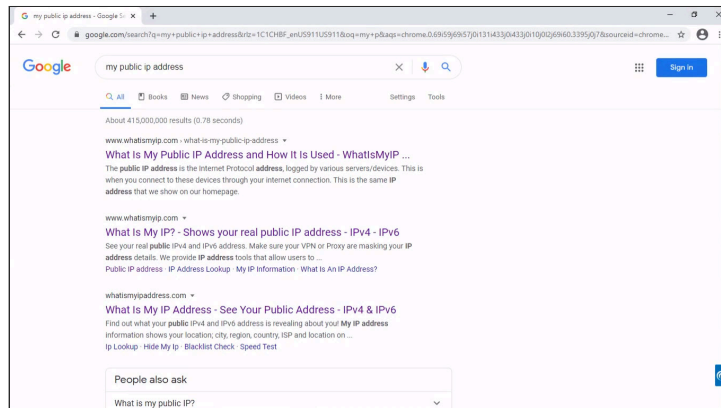 my public ip address - Google Se
google.com/search?q=my+public+ip+address&rlz=1C1CHBF_enUS911US911&oq=my+p&aqs=chrome.0.69i59j69i57j0i131i433j0i433j0i10j0l2j69i60.3395j0j7&sourceid=chrome...
Google
my public ip address
Sign in
All Books News Shopping Videos More Settings Tools
About 415,000,000 results (0.78 seconds)
www.whatismyip.com › what-is-my-public-ip-address
What Is My Public IP Address and How It Is Used - WhatIsMyIP ...
The public IP address is the Internet Protocol address, logged by various servers/devices. This is
when you connect to these devices through your internet connection. This is the same IP
address that we show on our homepage.
www.whatismyip.com
What Is My IP? - Shows your real public IP address - IPv4 - IPv6
See your real public IPv4 and IPv6 address. Make sure your VPN or Proxy are masking your IP
address details. We provide IP address tools that allow users to ...
Public IP address · IP Address Lookup · My IP Information · What Is An IP Address?
whatismyipaddress.com
What Is My IP Address - See Your Public Address - IPv4 & IPv6
Find out what your public IPv4 and IPv6 address is revealing about you! My IP address
information shows your location; city, region, country, ISP and location on ...
Ip Lookup · Hide My Ip · Blacklist Check · Speed Test
People also ask
What is my public IP?